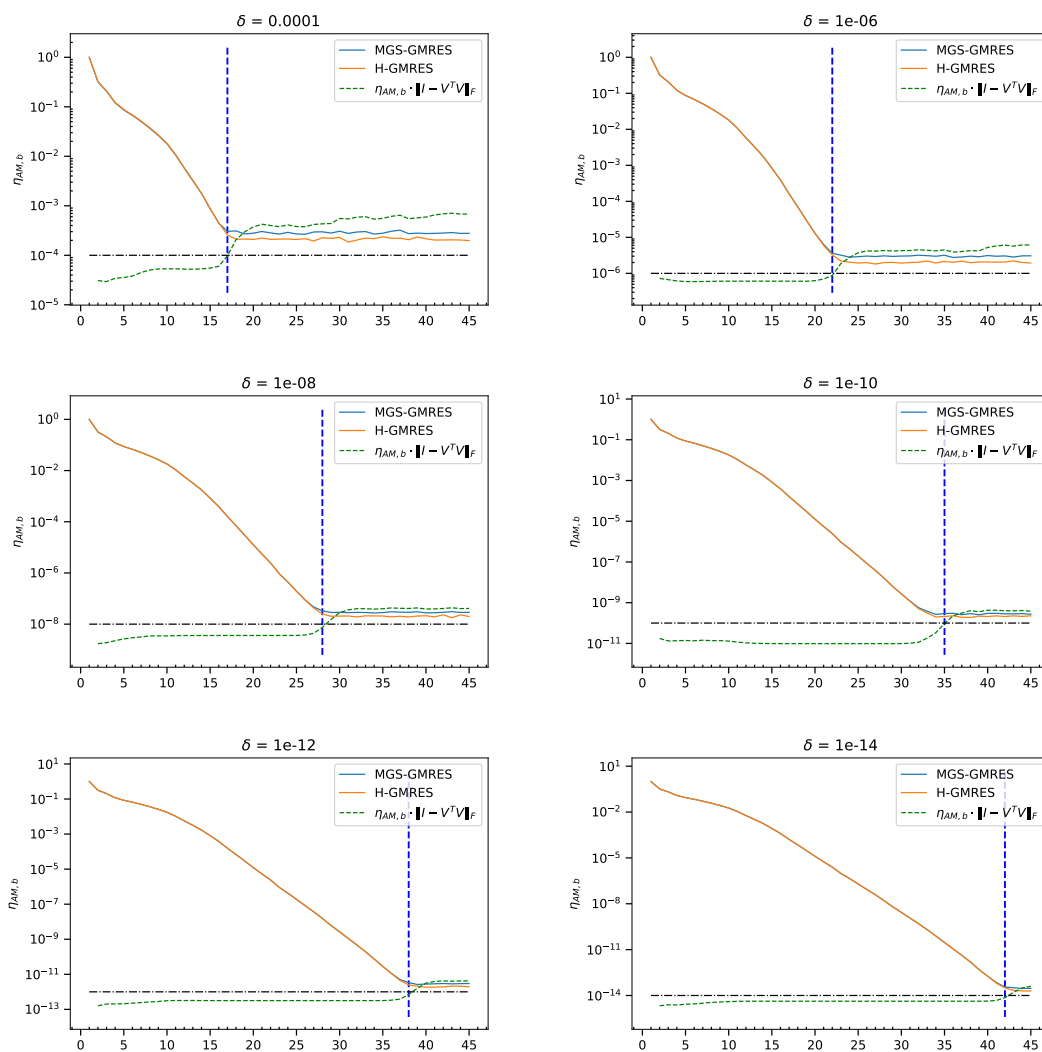 δ = 0.0001
MGS-GMRES
H-GMRES
η_{AM, b} · ‖I − V^T V‖_F
η_{AM, b}
10^0
10^{-1}
10^{-2}
10^{-3}
10^{-4}
10^{-5}
0 5 10 15 20 25 30 35 40 45
δ = 1e-06
MGS-GMRES
H-GMRES
η_{AM, b} · ‖I − V^T V‖_F
η_{AM, b}
10^0
10^{-1}
10^{-2}
10^{-3}
10^{-4}
10^{-5}
10^{-6}
0 5 10 15 20 25 30 35 40 45
δ = 1e-08
MGS-GMRES
H-GMRES
η_{AM, b} · ‖I − V^T V‖_F
η_{AM, b}
10^0
10^{-2}
10^{-4}
10^{-6}
10^{-8}
0 5 10 15 20 25 30 35 40 45
δ = 1e-10
MGS-GMRES
H-GMRES
η_{AM, b} · ‖I − V^T V‖_F
η_{AM, b}
10^1
10^{-1}
10^{-3}
10^{-5}
10^{-7}
10^{-9}
10^{-11}
0 5 10 15 20 25 30 35 40 45
δ = 1e-12
MGS-GMRES
H-GMRES
η_{AM, b} · ‖I − V^T V‖_F
η_{AM, b}
10^1
10^{-1}
10^{-3}
10^{-5}
10^{-7}
10^{-9}
10^{-11}
10^{-13}
0 5 10 15 20 25 30 35 40 45
δ = 1e-14
MGS-GMRES
H-GMRES
η_{AM, b} · ‖I − V^T V‖_F
η_{AM, b}
10^1
10^{-2}
10^{-5}
10^{-8}
10^{-11}
10^{-14}
0 5 10 15 20 25 30 35 40 45